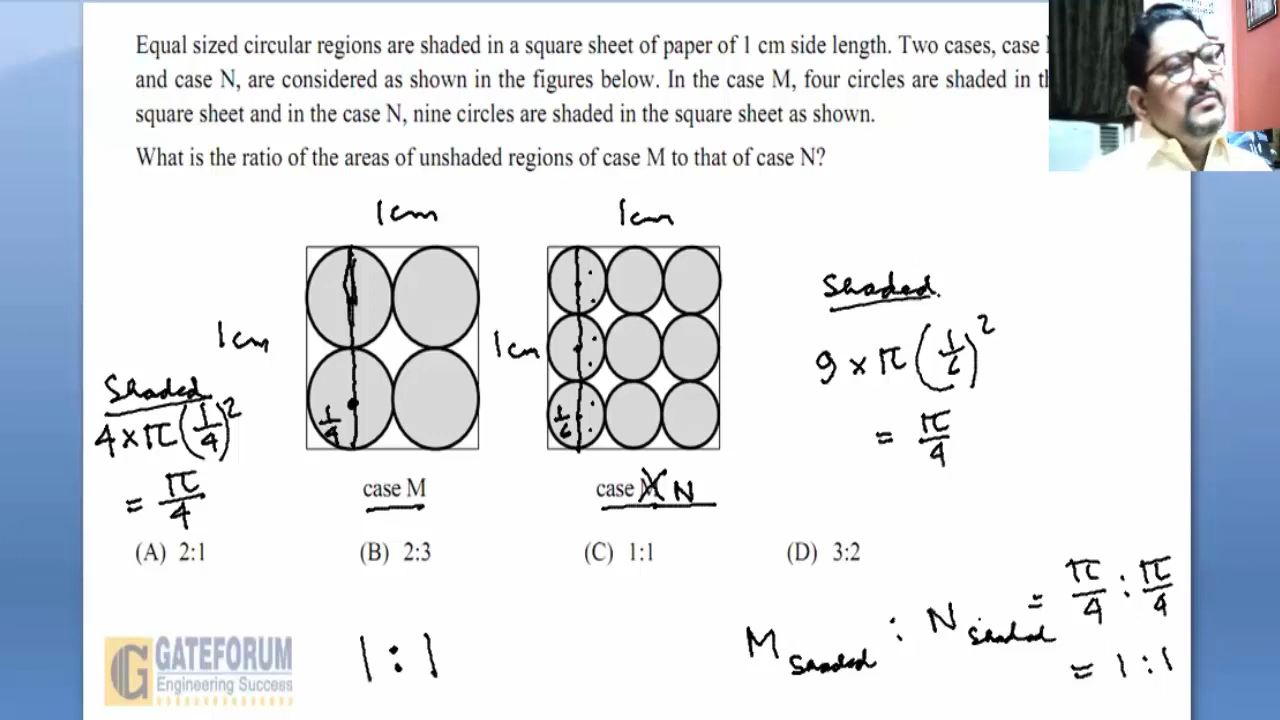 Equal sized circular regions are shaded in a square sheet of paper of 1 cm side length. Two cases, case
and case N, are considered as shown in the figures below. In the case M, four circles are shaded in th
square sheet and in the case N, nine circles are shaded in the square sheet as shown.
What is the ratio of the areas of unshaded regions of case M to that of case N?
1cm 1cm
1cm 1cm
Shaded
4×π(1/4)²
= π/4
1/4
1/6
Shaded
9×π(1/6)²
= π/4
case M case N
(A) 2:1 (B) 2:3 (C) 1:1 (D) 3:2
M shaded : N shaded = π/4 : π/4
= 1:1
1:1
G GATEFORUM
Engineering Success